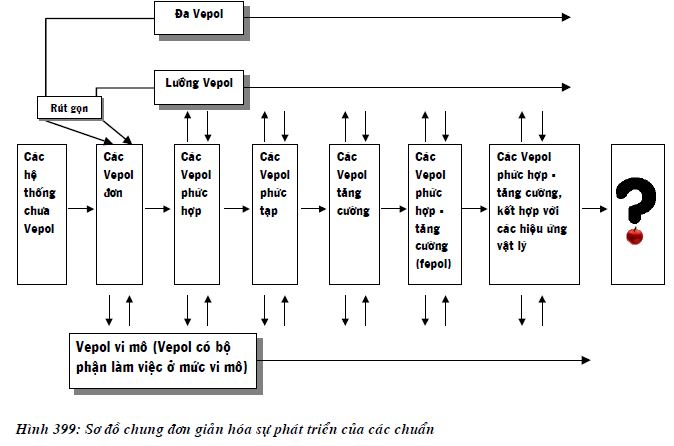 Đa Vepol
Lưỡng Vepol
Rút gọn
Các
hệ
thống
chưa
Vepol
Các
Vepol
đơn
Các
Vepol
phức
hợp
Các
Vepol
phức
tạp
Các
Vepol
tăng
cường
Các
Vepol
phức
hợp -
tăng
cường
(fepol)
Các Vepol
phức hợp -
tăng cường,
kết hợp với
các hiệu ứng
vật lý
?
Vepol vi mô (Vepol có bộ
phận làm việc ở mức vi mô)
Hình 399: Sơ đồ chung đơn giản hóa sự phát triển của các chuẩn